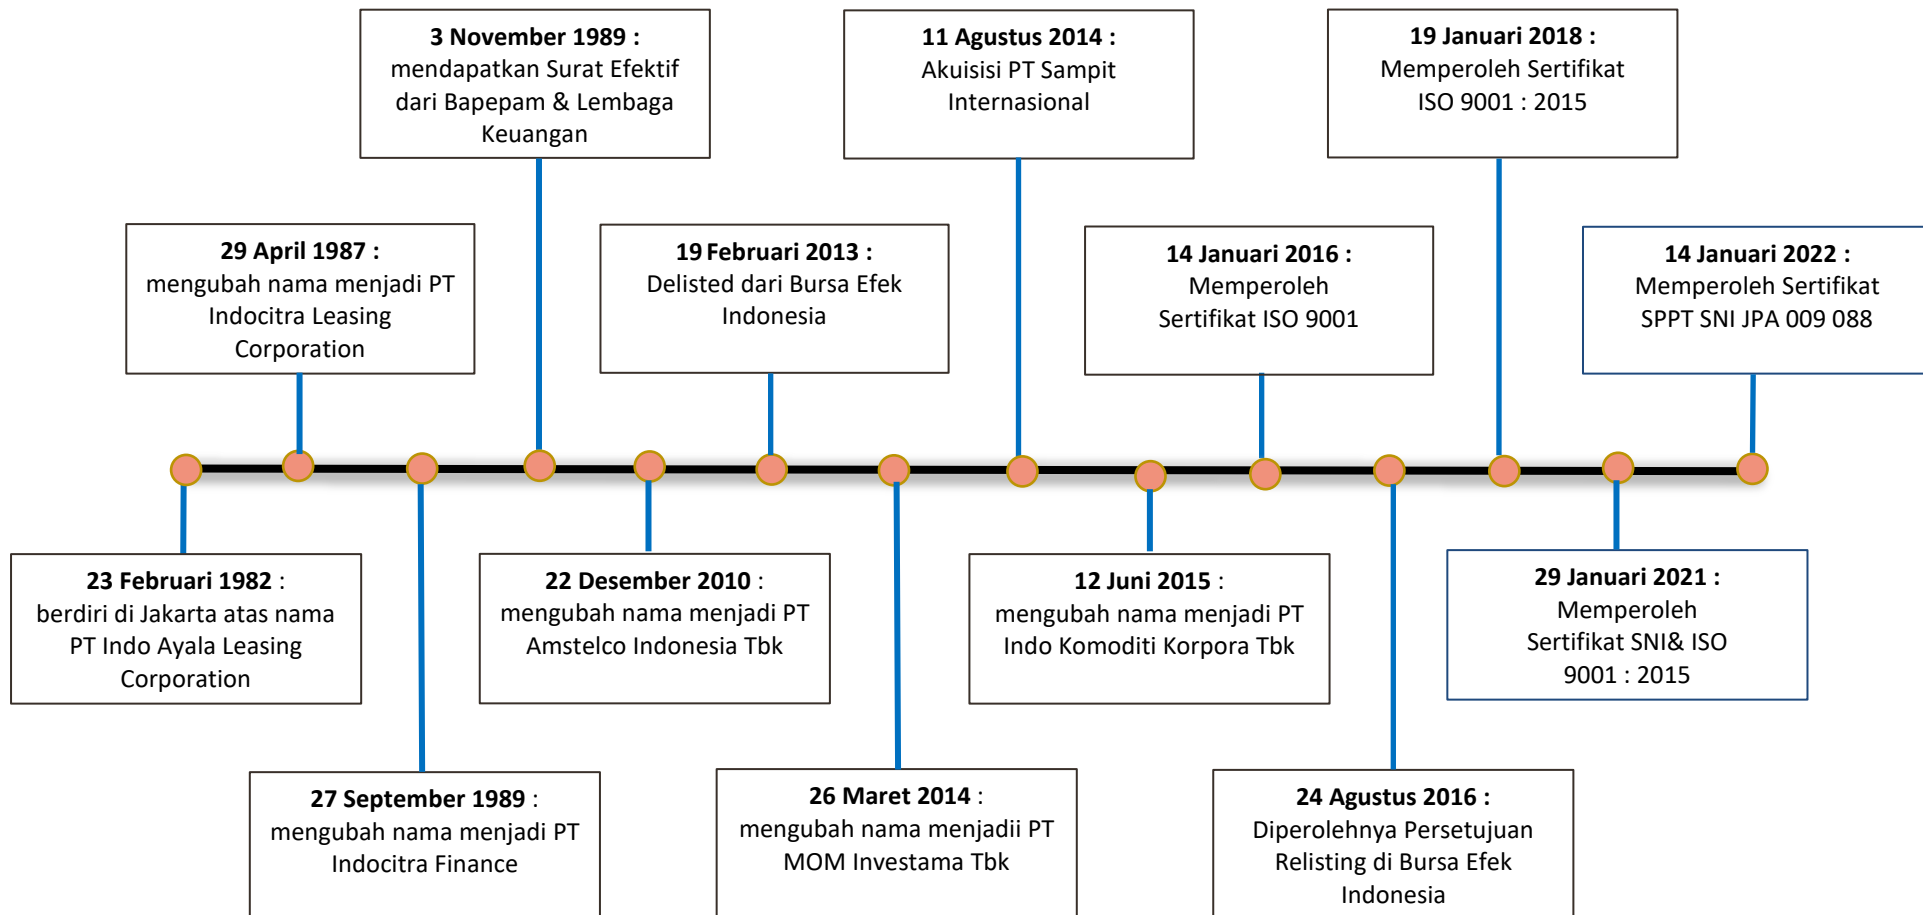 3 November 1989 :
mendapatkan Surat Efektif
dari Bapepam & Lembaga
Keuangan
11 Agustus 2014 :
Akuisisi PT Sampit
Internasional
19 Januari 2018 :
Memperoleh Sertifikat
ISO 9001 : 2015
29 April 1987 :
mengubah nama menjadi PT
Indocitra Leasing
Corporation
19 Februari 2013 :
Delisted dari Bursa Efek
Indonesia
14 Januari 2016 :
Memperoleh
Sertifikat ISO 9001
14 Januari 2022 :
Memperoleh Sertifikat
SPPT SNI JPA 009 088
23 Februari 1982 :
berdiri di Jakarta atas nama
PT Indo Ayala Leasing
Corporation
22 Desember 2010 :
mengubah nama menjadi PT
Amstelco Indonesia Tbk
12 Juni 2015 :
mengubah nama menjadi PT
Indo Komoditi Korpora Tbk
29 Januari 2021 :
Memperoleh
Sertifikat SNI& ISO
9001 : 2015
27 September 1989 :
mengubah nama menjadi PT
Indocitra Finance
26 Maret 2014 :
mengubah nama menjadii PT
MOM Investama Tbk
24 Agustus 2016 :
Diperolehnya Persetujuan
Relisting di Bursa Efek
Indonesia